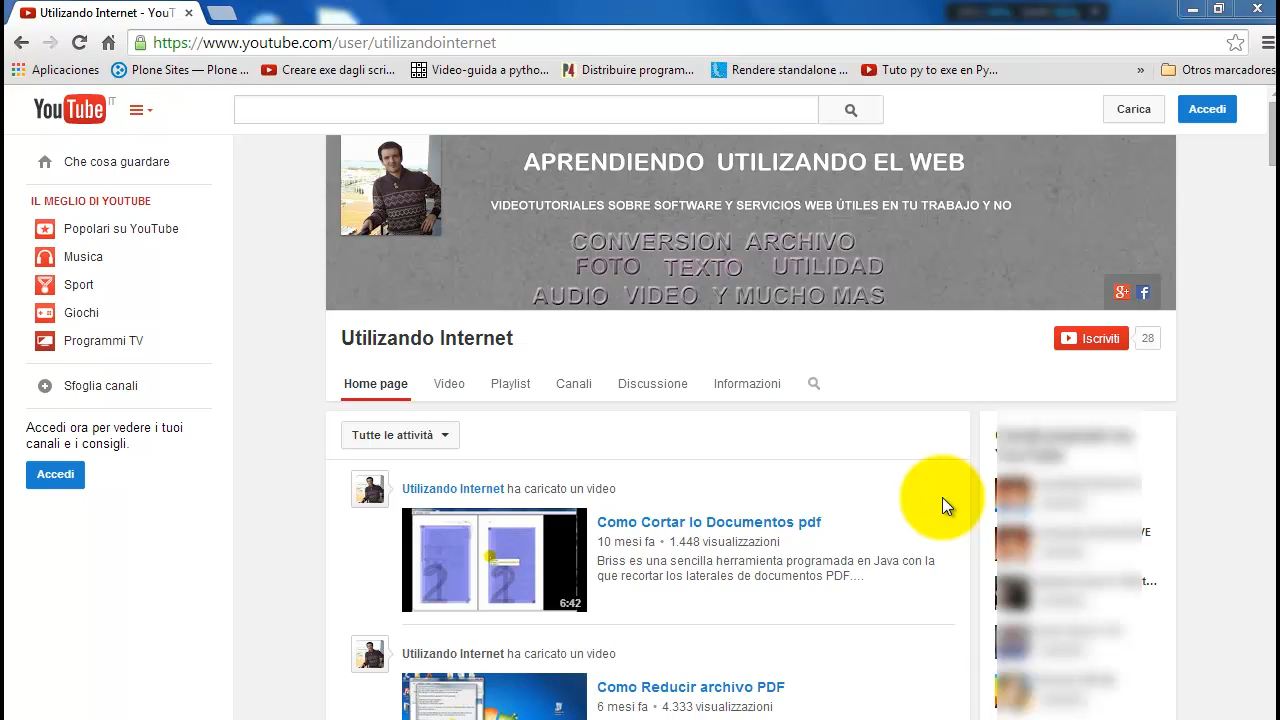 Utilizando Internet - YouT
https://www.youtube.com/user/utilizandointernet
Aplicaciones
Plone Site: — Plone ...
Creare exe dagli scri...
Video-guida a pytho...
Distribuire program...
Rendere standalone ...
Tuto py to exe en Py...
»
Otros marcadores
YouTube IT
Carica
Accedi
Che cosa guardare
IL MEGLIO DI YOUTUBE
Popolari su YouTube
Musica
Sport
Giochi
Programmi TV
Sfoglia canali
Accedi ora per vedere i tuoi
canali e i consigli.
Accedi
APRENDIENDO UTILIZANDO EL WEB
VIDEOTUTORIALES SOBRE SOFTWARE Y SERVICIOS WEB ÚTILES EN TU TRABAJO Y NO
CONVERSION ARCHIVO
FOTO TEXTO UTILIDAD
AUDIO VIDEO Y MUCHO MAS
Utilizando Internet
Iscriviti
28
Home page
Video
Playlist
Canali
Discussione
Informazioni
Tutte le attività
Utilizando Internet ha caricato un video
Como Cortar lo Documentos pdf
10 mesi fa • 1.448 visualizzazioni
Briss es una sencilla herramienta programada en Java con la
que recortar los laterales de documentos PDF....
6:42
Utilizando Internet ha caricato un video
Como Reducir archivo PDF